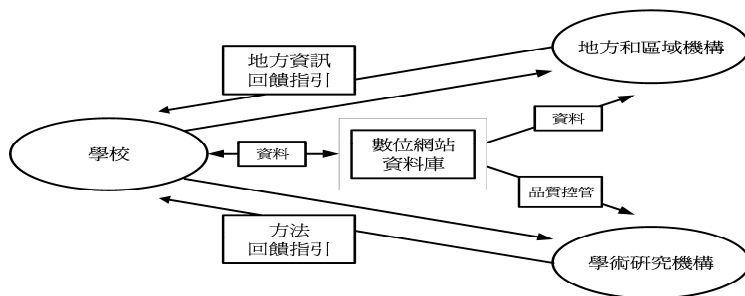 地方資訊
回饋指引
地方和區域機構
資料
學校
資料
數位網站
資料庫
品質控管
方法
回饋指引
學術研究機構